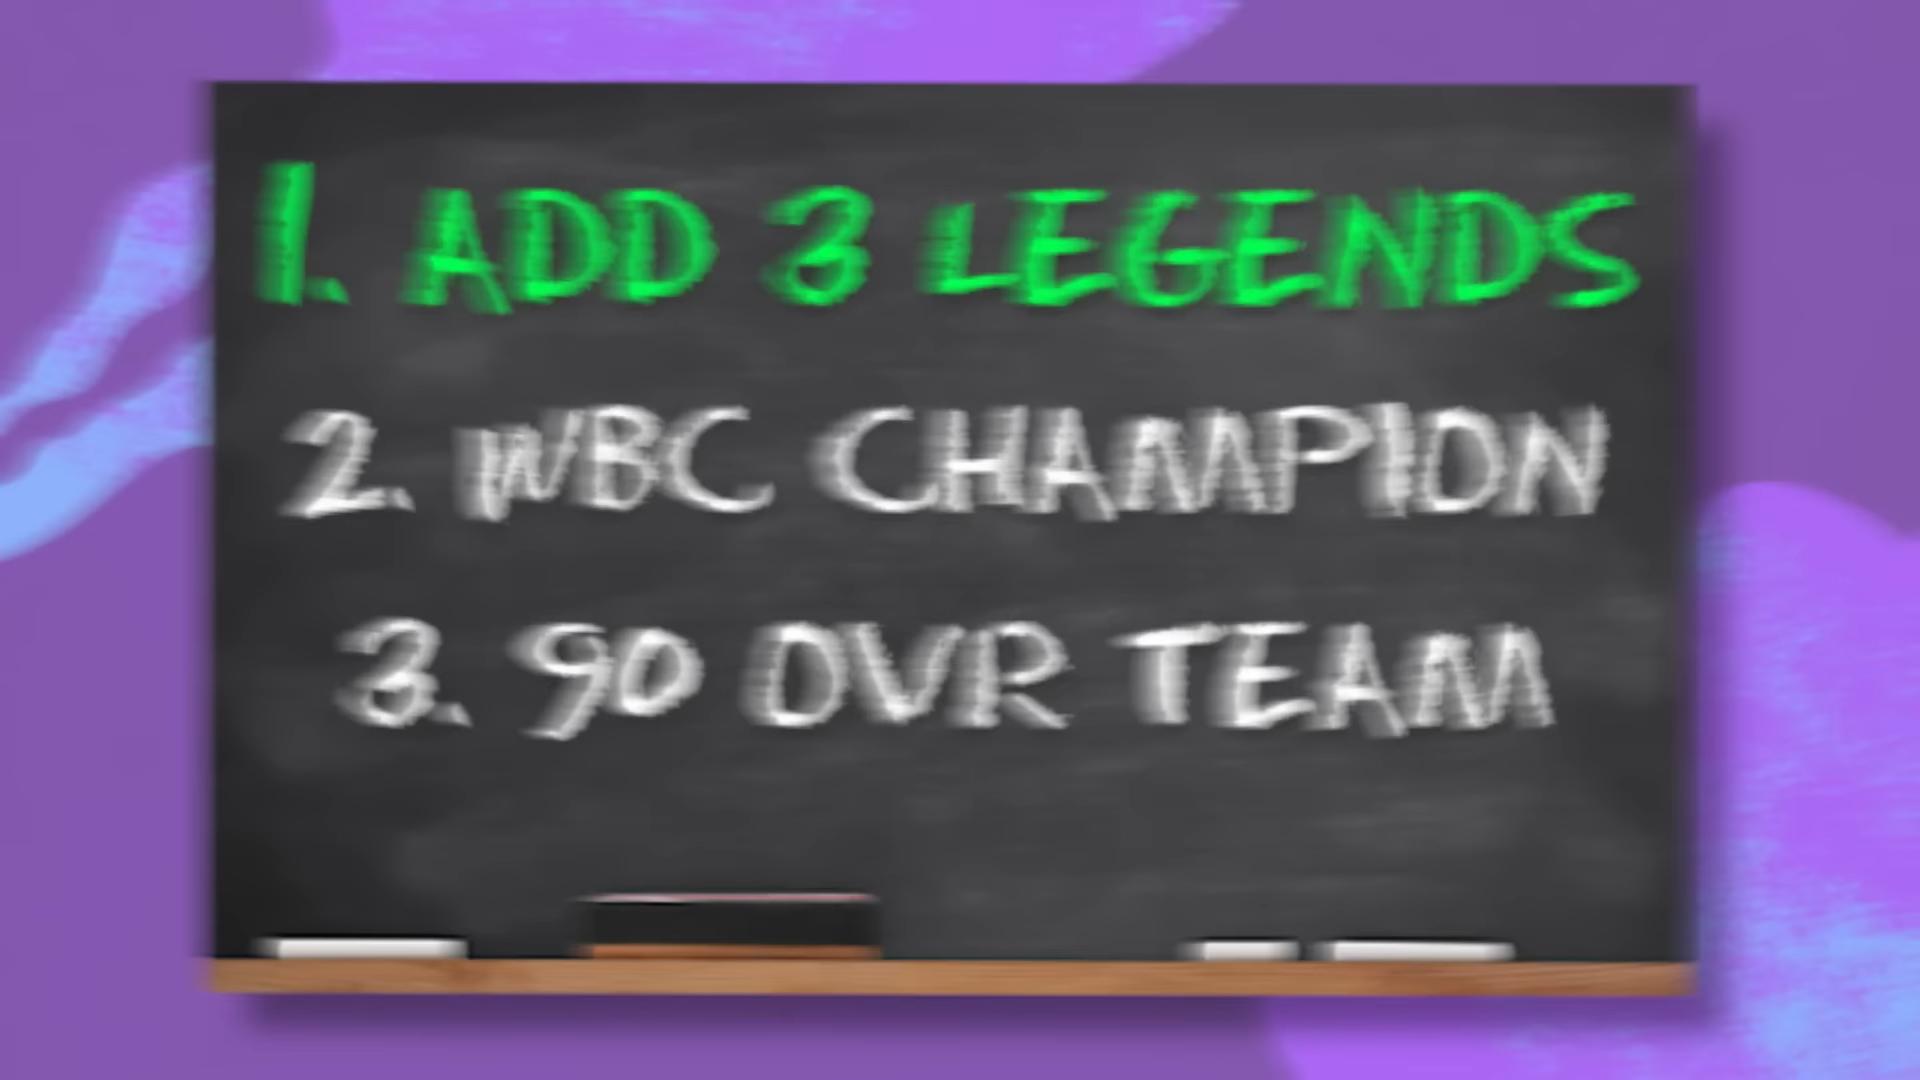 1. ADD 3 LEGENDS
2. WBC CHAMPION
3. 90 OVR TEAM